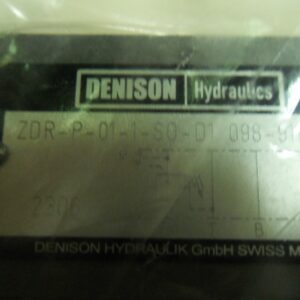 DENISON Hydraulics
ZDR-P-01-1-S0-D1 098-91
T B
DENISON HYDRAULIK GmbH SWISS M